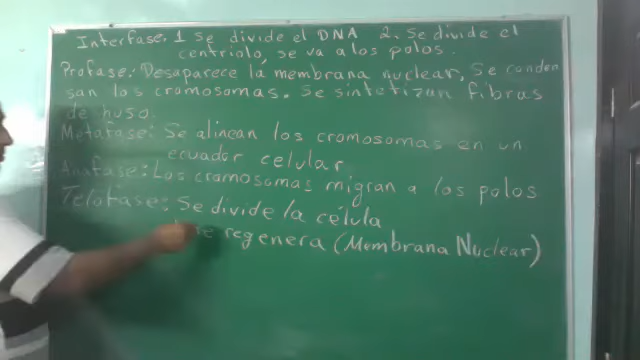 Interfase: 1 Se divide el DNA 2. Se divide el
centriolo, se va a los polos.
Profase: Desaparece la membrana nuclear, Se conden
san los cromosomas. Se sintetizan fibras
de huso.
Metafase: Se alinean los cromosomas en un
ecuador celular
Anafase: Los cromosomas migran a los polos
Telofase: Se divide la célula
se regenera (Membrana Nuclear)